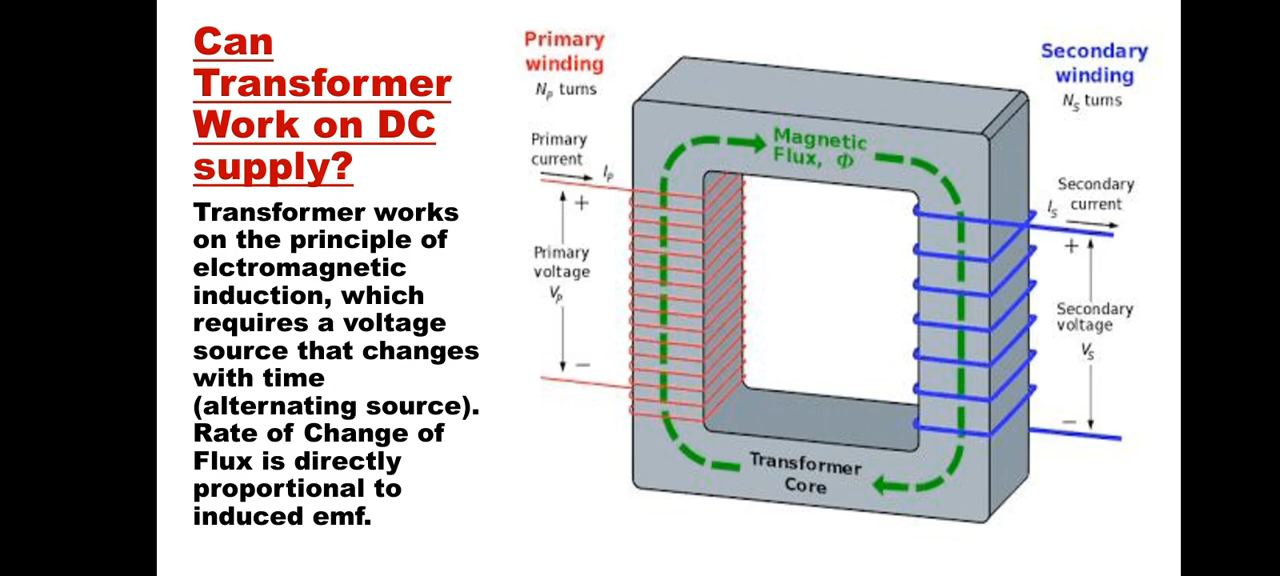 Can
Transformer
Work on DC
supply?
Transformer works
on the principle of
elctromagnetic
induction, which
requires a voltage
source that changes
with time
(alternating source).
Rate of Change of
Flux is directly
proportional to
induced emf.
Primary
winding
Np turns
Primary
current
Ip
+
Primary
voltage
Vp
−
Magnetic
Flux, Φ
Transformer
Core
Secondary
winding
NS turns
Secondary
current
IS
+
Secondary
voltage
VS
−